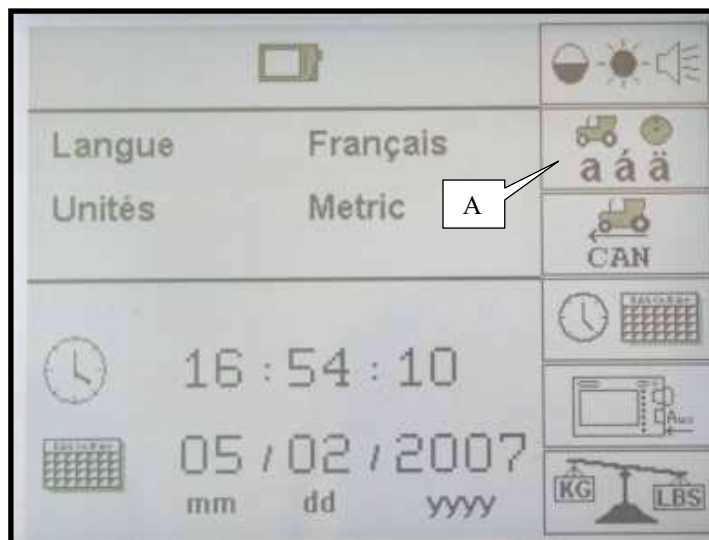 Langue Français
a á ä
Unités Metric
A
CAN
16 : 54 : 10
05 / 02 / 2007
mm dd yyyy
KG LBS